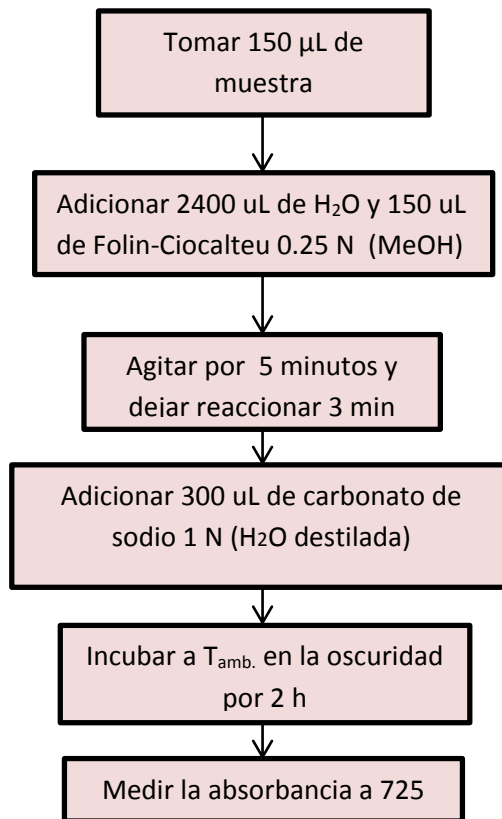 Tomar 150 µL de
muestra
Adicionar 2400 uL de H₂O y 150 uL
de Folin-Ciocalteu 0.25 N (MeOH)
Agitar por 5 minutos y
dejar reaccionar 3 min
Adicionar 300 uL de carbonato de
sodio 1 N (H2O destilada)
Incubar a Tamb. en la oscuridad
por 2 h
Medir la absorbancia a 725